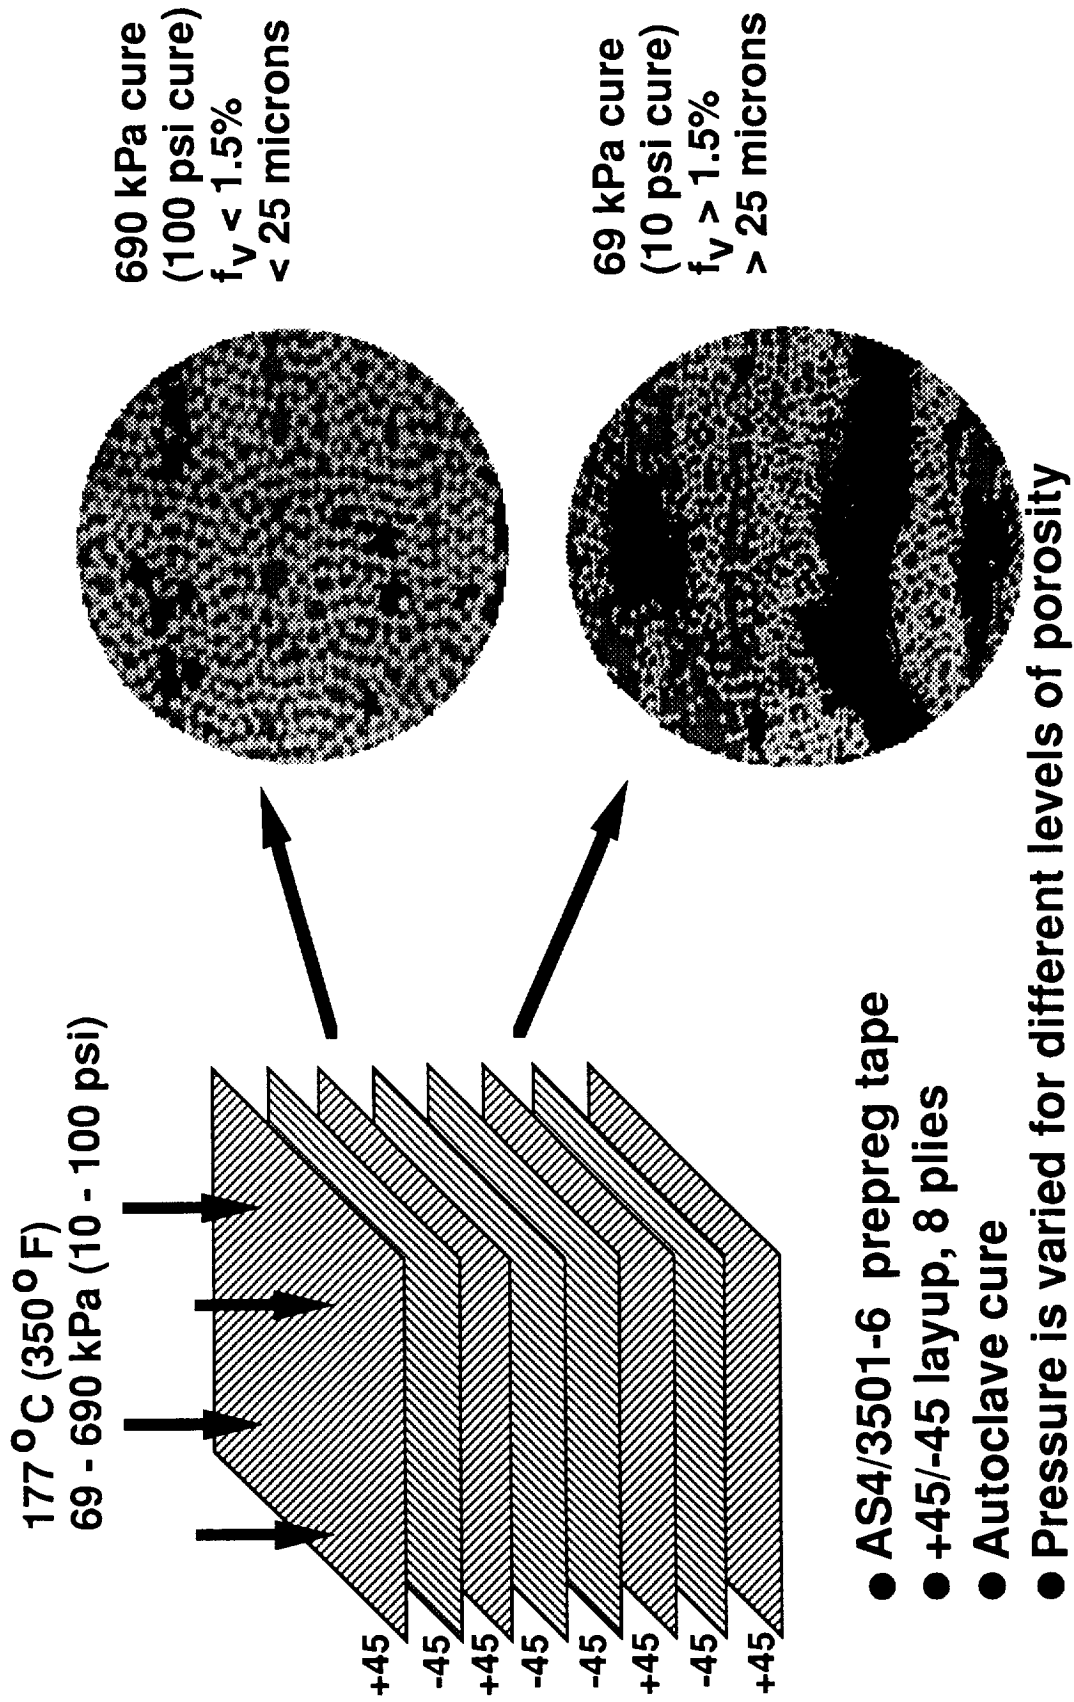 177°C (350°F)
69 - 690 kPa (10 - 100 psi)
+45
-45
+45
-45
-45
+45
-45
+45
690 kPa cure
(100 psi cure)
fv < 1.5%
< 25 microns
69 kPa cure
(10 psi cure)
fv > 1.5%
> 25 microns
● AS4/3501-6 prepreg tape
● +45/-45 layup, 8 plies
● Autoclave cure
● Pressure is varied for different levels of porosity